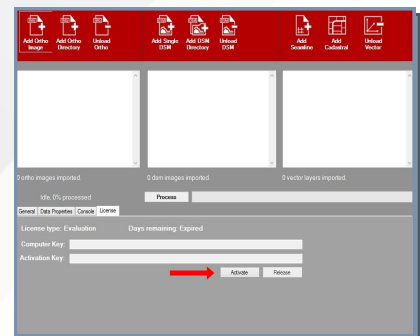 Add Ortho Image
Add Ortho Directory
Unload Ortho
Add Single DSM
Add DSM Directory
Unload DSM
Add Seamline
Add Cadastral
Unload Vector
0 ortho images imported.
0 dsm images imported.
0 vector layers imported.
Idle. 0% processed
Process
General
Data Properties
Console
License
License type: Evaluation
Days remaining: Expired
Computer Key:
Activation Key:
Activate
Release